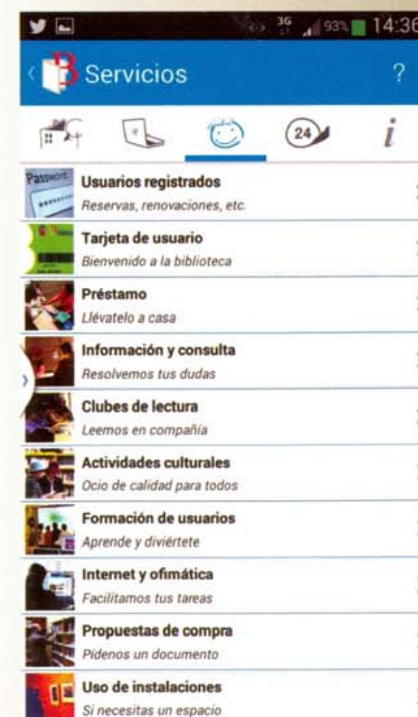 3G 93% 14:36
B Servicios ?
24 i
Password
Usuarios registrados
Reservas, renovaciones, etc.
Tarjeta de usuario
Bienvenido a la biblioteca
Préstamo
Llévatelo a casa
Información y consulta
Resolvemos tus dudas
Clubes de lectura
Leemos en compañía
Actividades culturales
Ocio de calidad para todos
Formación de usuarios
Aprende y diviértete
Internet y ofimática
Facilitamos tus tareas
Propuestas de compra
Pídenos un documento
Uso de instalaciones
Si necesitas un espacio